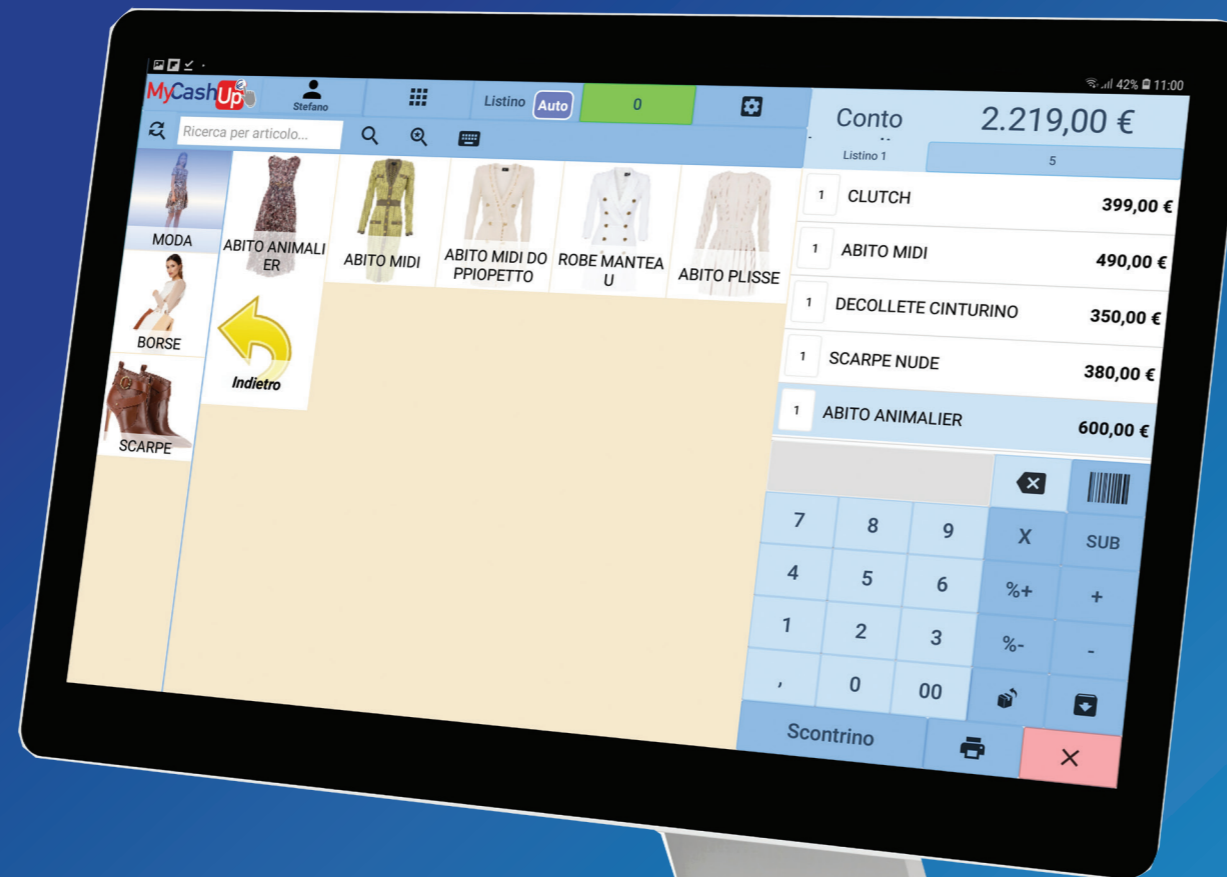 42% 11:00
MyCashUp
Stefano
Listino Auto
0
Conto 2.219,00 €
Ricerca per articolo...
Listino 1
5
MODA
ABITO ANIMALI
ER
ABITO MIDI
ABITO MIDI DO
PPIOPETTO
ROBE MANTEA
U
ABITO PLISSE
BORSE
Indietro
SCARPE
1 CLUTCH 399,00 €
1 ABITO MIDI 490,00 €
1 DECOLLETE CINTURINO 350,00 €
1 SCARPE NUDE 380,00 €
1 ABITO ANIMALIER 600,00 €
7 8 9 X SUB
4 5 6 %+ +
1 2 3 %- -
, 0 00
Scontrino